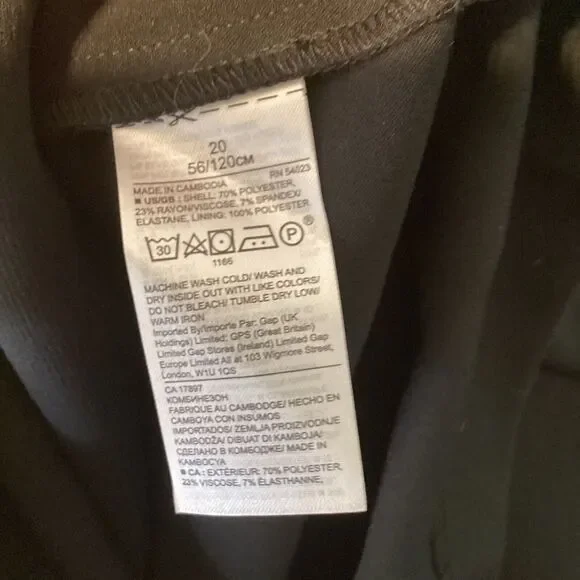 20
56/120CM
RN 54023
MADE IN CAMBODIA
■ US/GB : SHELL: 70% POLYESTER,
23% RAYON/VISCOSE, 7% SPANDEX/
ELASTANE, LINING: 100% POLYESTER
30 P ®
1166
MACHINE WASH COLD/ WASH AND
DRY INSIDE OUT WITH LIKE COLORS/
DO NOT BLEACH/ TUMBLE DRY LOW/
WARM IRON
Imported By/Importe Par: Gap (UK
Holdings) Limited: GPS (Great Britain)
Limited Gap Stores (Ireland) Limited Gap
Europe Limited All at 103 Wigmore Street,
London, W1U 1QS
CA 17897
КОМБИНЕЗОН
FABRIQUE AU CAMBODGE/ HECHO EN
CAMBOYA CON INSUMOS
IMPORTADOS/ ZEMLJA PROIZVODNJE
KAMBODŽA/ DIBUAT DI KAMBOJA/
СДЕЛАНО В КОМБОДЖЕ/ MADE IN
KAMBOCYA
■ CA : EXTÉRIEUR: 70% POLYESTER,
23% VISCOSE, 7% ÉLASTHANNE,